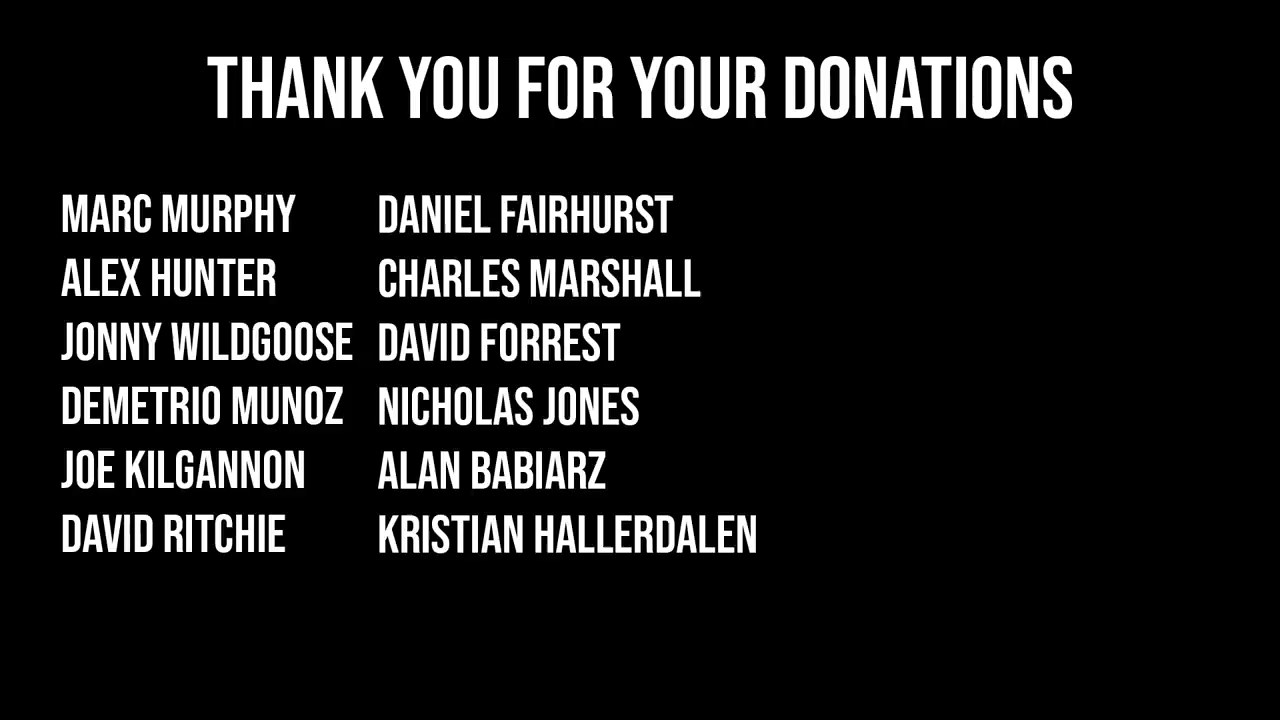 THANK YOU FOR YOUR DONATIONS
MARC MURPHY
ALEX HUNTER
JONNY WILDGOOSE
DEMETRIO MUNOZ
JOE KILGANNON
DAVID RITCHIE
DANIEL FAIRHURST
CHARLES MARSHALL
DAVID FORREST
NICHOLAS JONES
ALAN BABIARZ
KRISTIAN HALLERDALEN